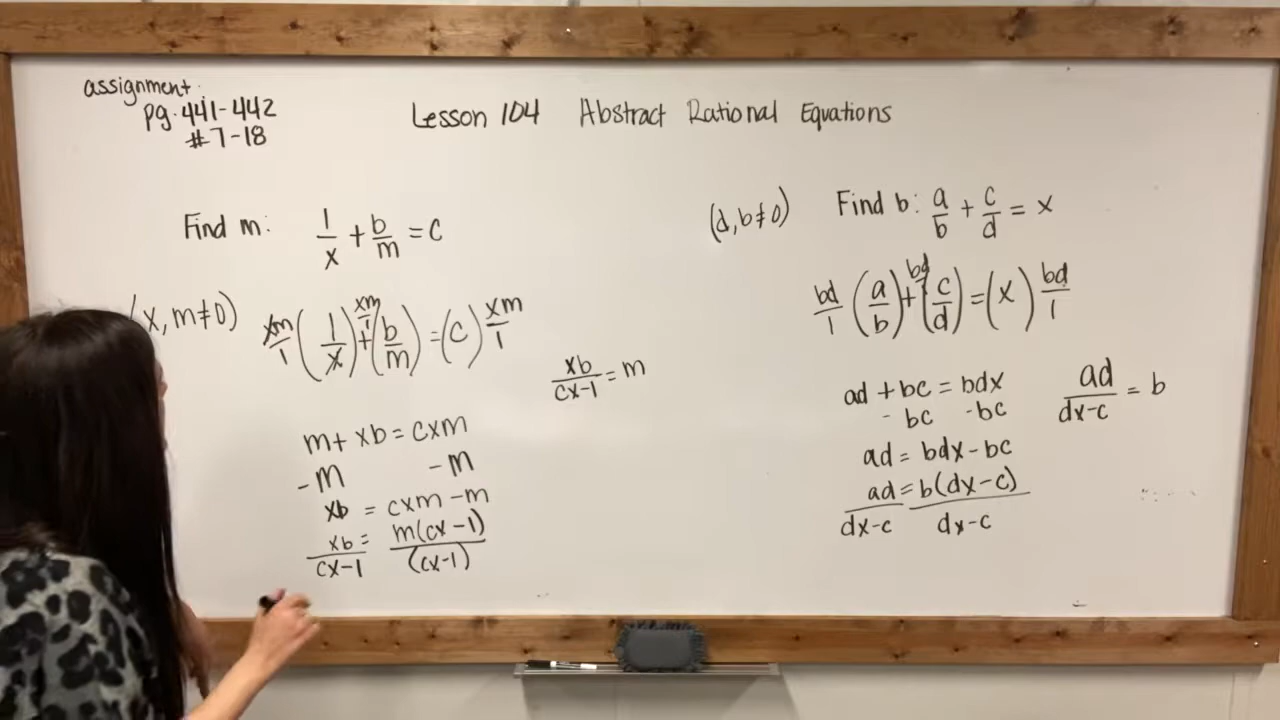 assignment
pg. 441-442
#7-18
Lesson 104 Abstract Rational Equations
Find m: 1/x + b/m = c
(x, m≠0)
xm/1 (1/x) + xm/1 (b/m) = (c) xm/1
m + xb = cxm
-m -m
xb = cxm - m
xb/cx-1 = m(cx-1)/(cx-1)
xb/cx-1 = m
(d, b≠0) Find b: a/b + c/d = x
bd/1 (a/b) + bd/1 (c/d) = (x) bd/1
ad + bc = bdx
- bc -bc
ad = bdx - bc
ad/dx-c = b(dx-c)/dx-c
ad/dx-c = b